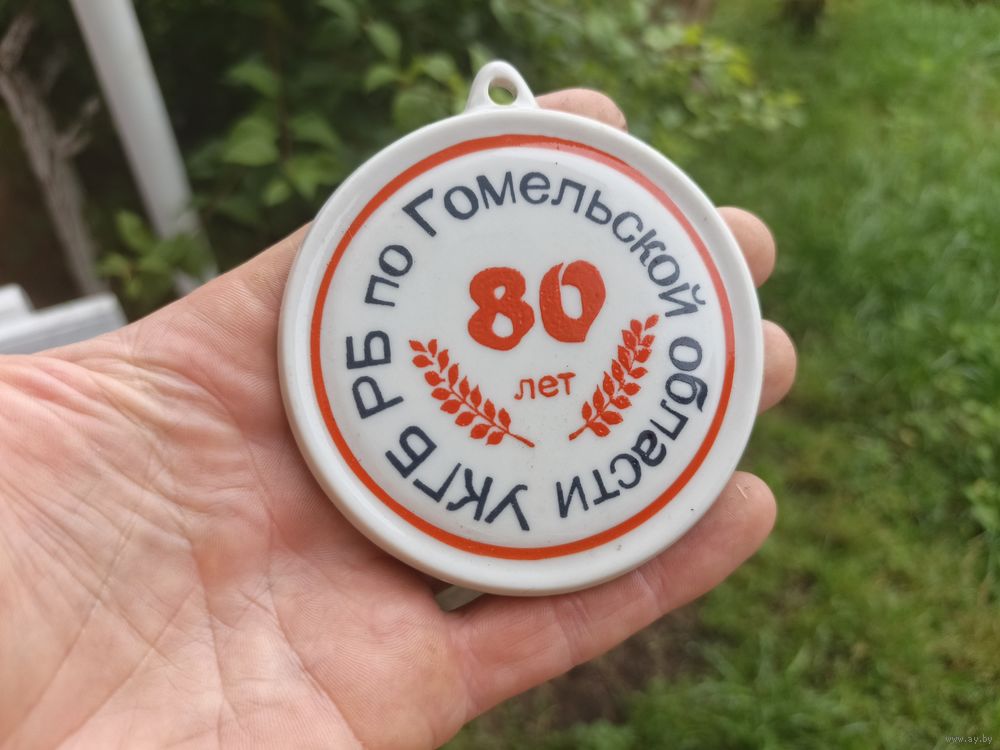 УКГБ РБ по Гомельской области
80
лет
www.ay.by